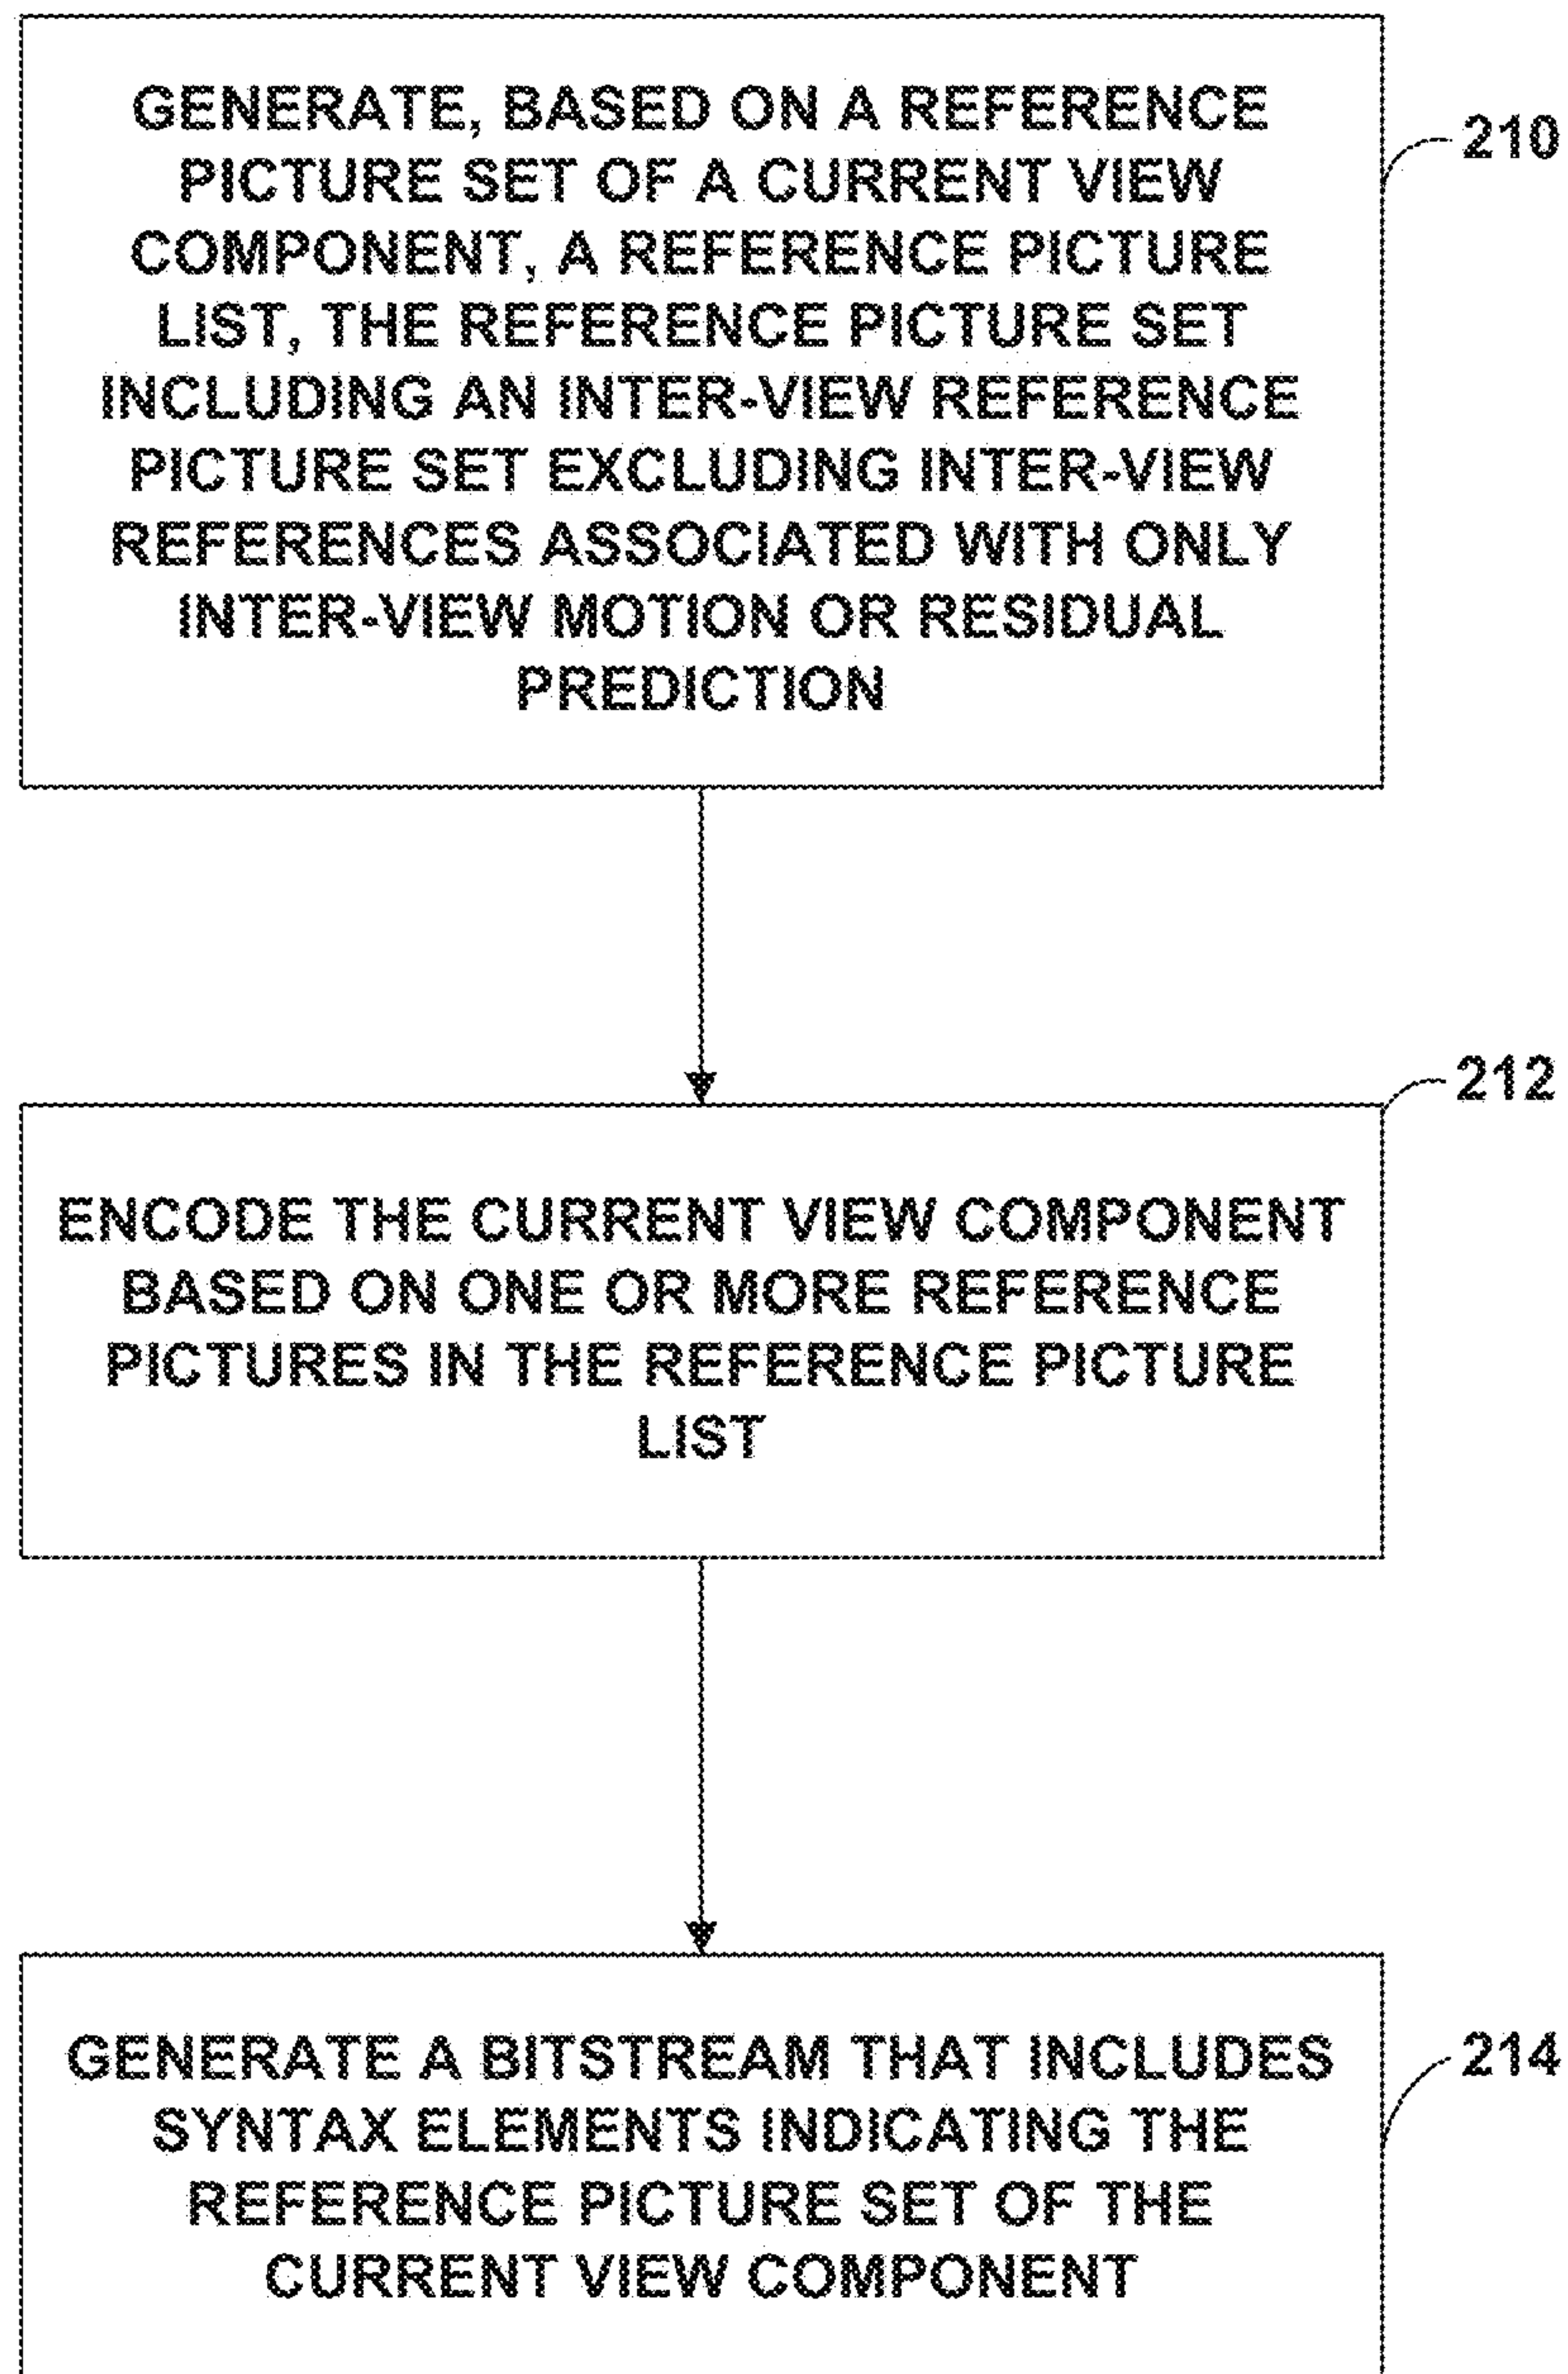 GENERATE, BASED ON A REFERENCE
PICTURE SET OF A CURRENT VIEW
COMPONENT, A REFERENCE PICTURE
LIST, THE REFERENCE PICTURE SET
INCLUDING AN INTER-VIEW REFERENCE
PICTURE SET EXCLUDING INTER-VIEW
REFERENCES ASSOCIATED WITH ONLY
INTER-VIEW MOTION OR RESIDUAL
PREDICTION
210
ENCODE THE CURRENT VIEW COMPONENT
BASED ON ONE OR MORE REFERENCE
PICTURES IN THE REFERENCE PICTURE
LIST
212
GENERATE A BITSTREAM THAT INCLUDES
SYNTAX ELEMENTS INDICATING THE
REFERENCE PICTURE SET OF THE
CURRENT VIEW COMPONENT
214